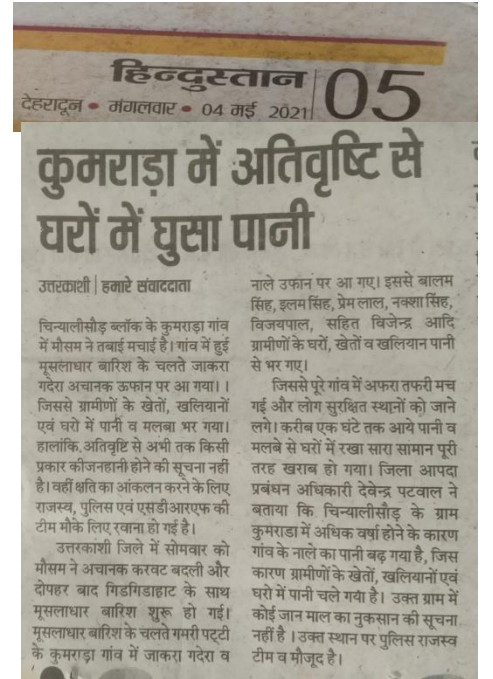 हिन्दुस्तान
05
देहरादून • मंगलवार • 04 मई 2021
कुमराड़ा में अतिवृष्टि से
घरों में घुसा पानी
उत्तरकाशी | हमारे संवाददाता
चिन्यालीसौड़ ब्लॉक के कुमराड़ा गांव
में मौसम ने तबाई मचाई है। गांव में हुई
मूसलाधार बारिश के चलते जाकरा
गदेरा अचानक ऊफान पर आ गया। ।
जिससे ग्रामीणों के खेतों, खलियानों
एवं घरो में पानी व मलबा भर गया।
हालांकि,अतिवृष्टि से अभी तक किसी
प्रकार कीजनहानी होने की सूचना नहीं
है। वहीं क्षति का आंकलन करने के लिए
राजस्व, पुलिस एवं एसडीआरएफ की
टीम मौके लिए रवाना हो गई है।
उत्तरकाशी जिले में सोमवार को
मौसम ने अचानक करवट बदली और
दोपहर बाद गिडगिडाहाट के साथ
मूसलाधार बारिश शुरू हो गई।
मूसलाधार बारिश के चलते गमरी पट्टी
के कुमराड़ा गांव में जाकरा गदेरा व
नाले उफान पर आ गए। इससे बालम
सिंह, इलम सिंह, प्रेम लाल, नक्शा सिंह,
विजयपाल, सहित विजेन्द्र आदि
ग्रामीणों के घरों, खेतों व खलियान पानी
से भर गए।
जिससे पूरे गांव में अफरा तफरी मच
गई और लोग सुरक्षित स्थानों को जाने
लगे। करीब एक घंटे तक आये पानी व
मलबे से घरों में रखा सारा सामान पूरी
तरह खराब हो गया। जिला आपदा
प्रबंधन अधिकारी देवेन्द्र पटवाल ने
बताया कि चिन्यालीसौड़ के ग्राम
कुमराडा में अधिक वर्षा होने के कारण
गांव के नाले का पानी बढ़ गया है, जिस
कारण ग्रामीणों के खेतों, खलियानों एवं
घरो में पानी चले गया है। उक्त ग्राम में
कोई जान माल का नुकसान की सूचना
नहीं है। उक्त स्थान पर पुलिस राजस्व
टीम व मौजूद है।